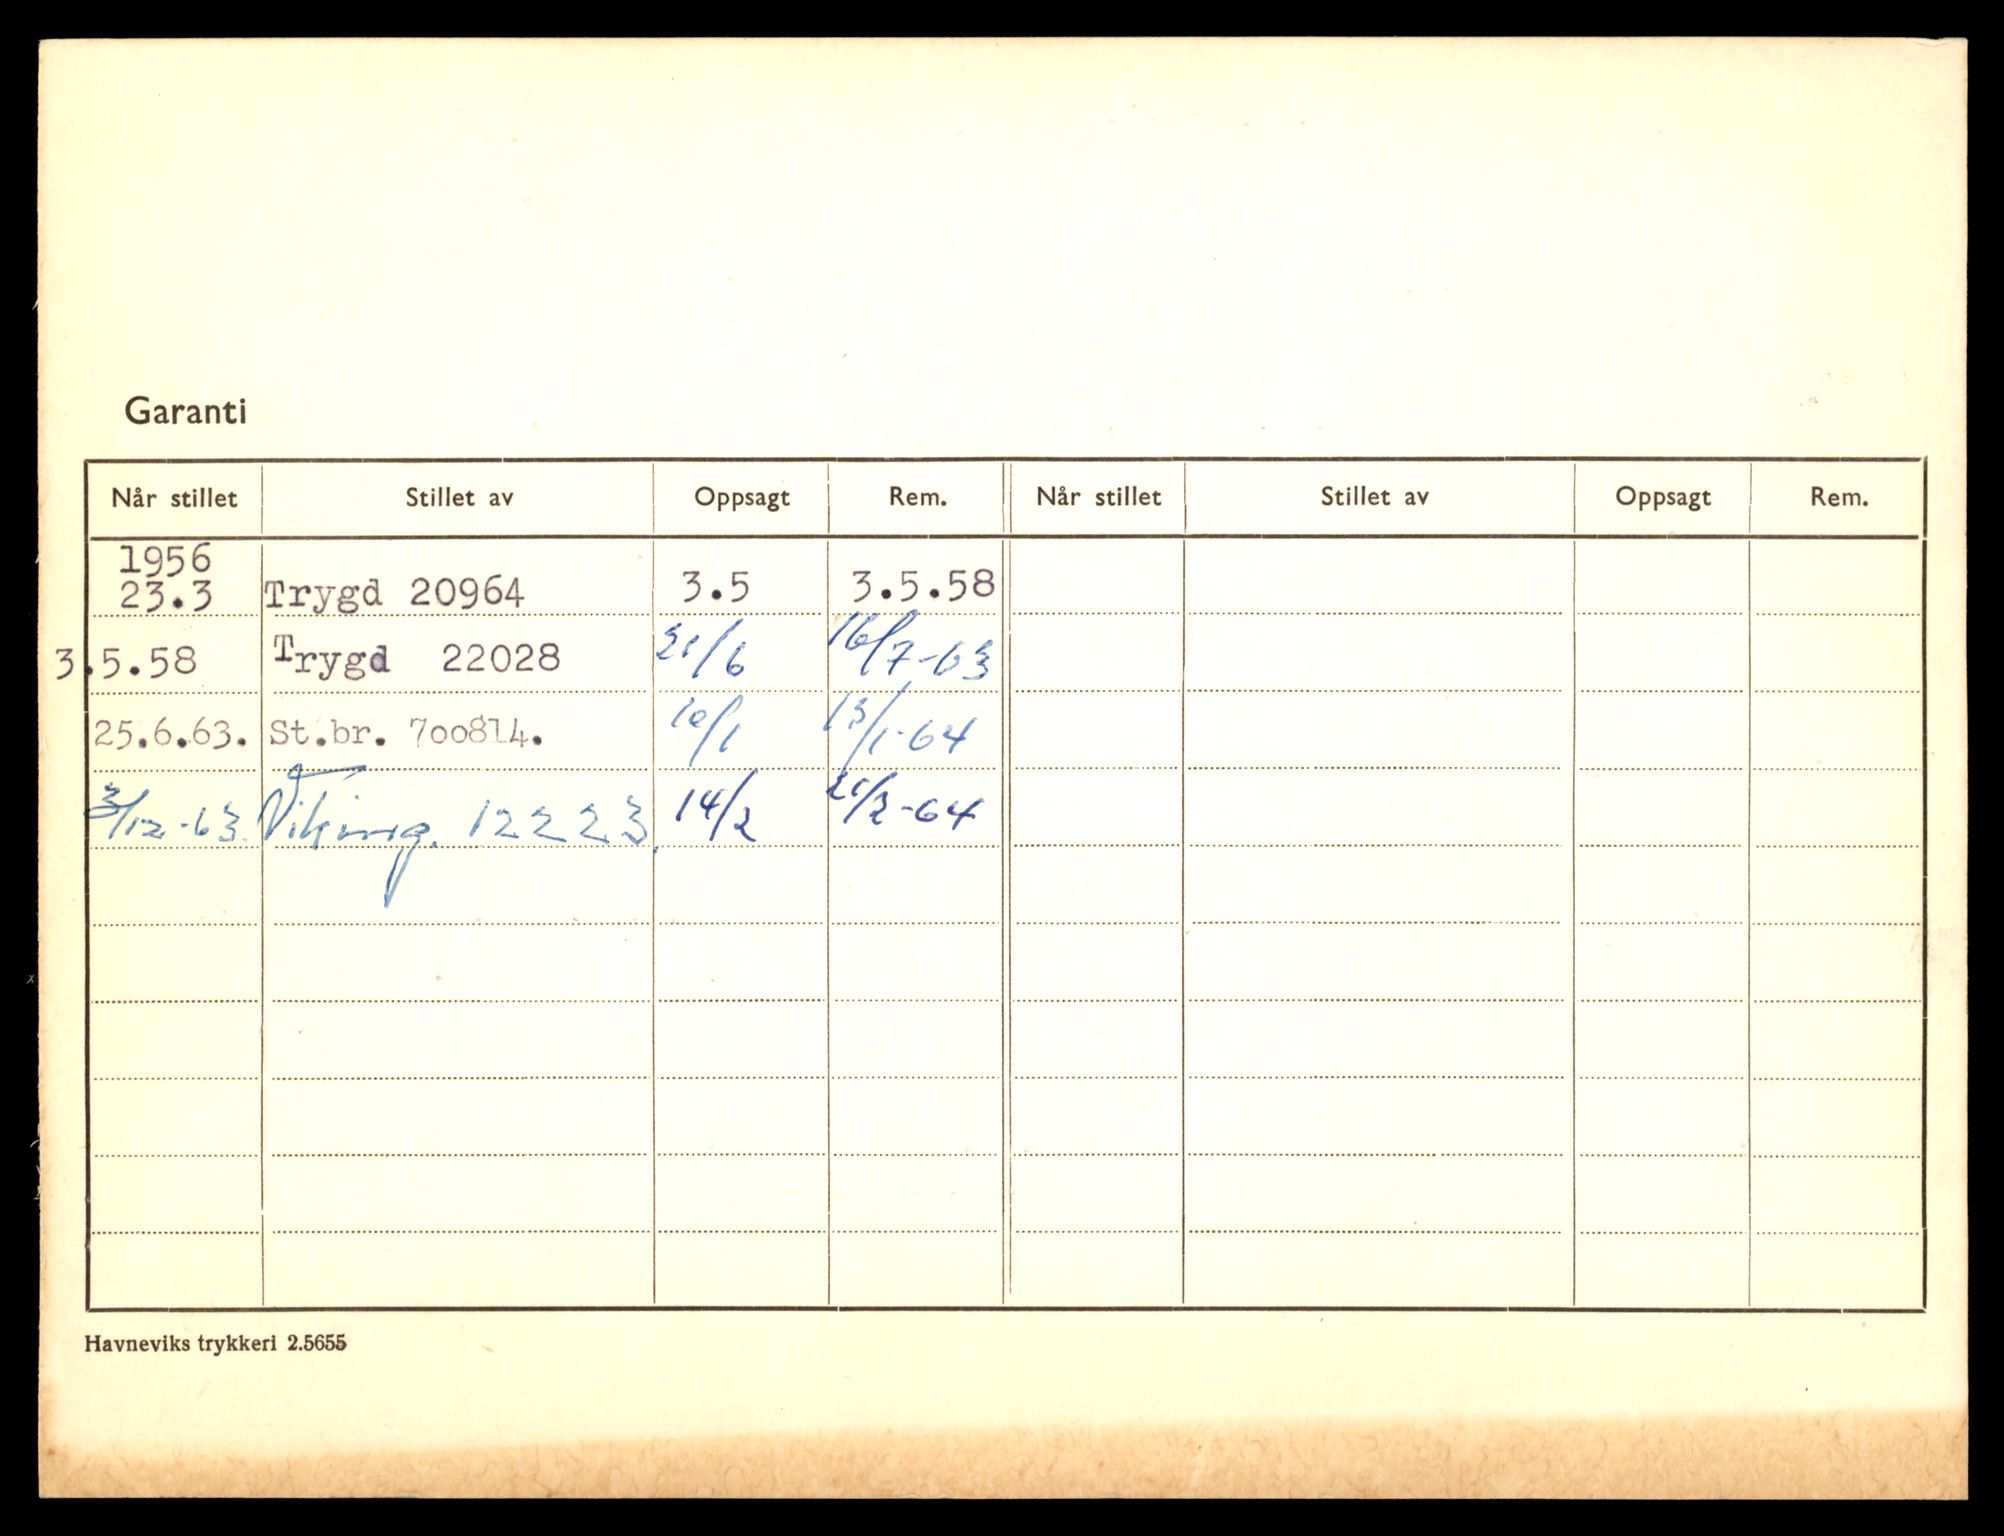 Garanti
Når stillet Stillet av Oppsagt Rem. Når stillet Stillet av Oppsagt Rem.
1956
23.3 Trygd 20964 3.5 3.5.58
3.5.58 Trygd 22028 21/6 16/7-63
25.6.63. St.br. 700814. 10/1 13/1-64
3/12-63. Viking. 12223. 14/2 21/2-64
Havneviks trykkeri 2.5655